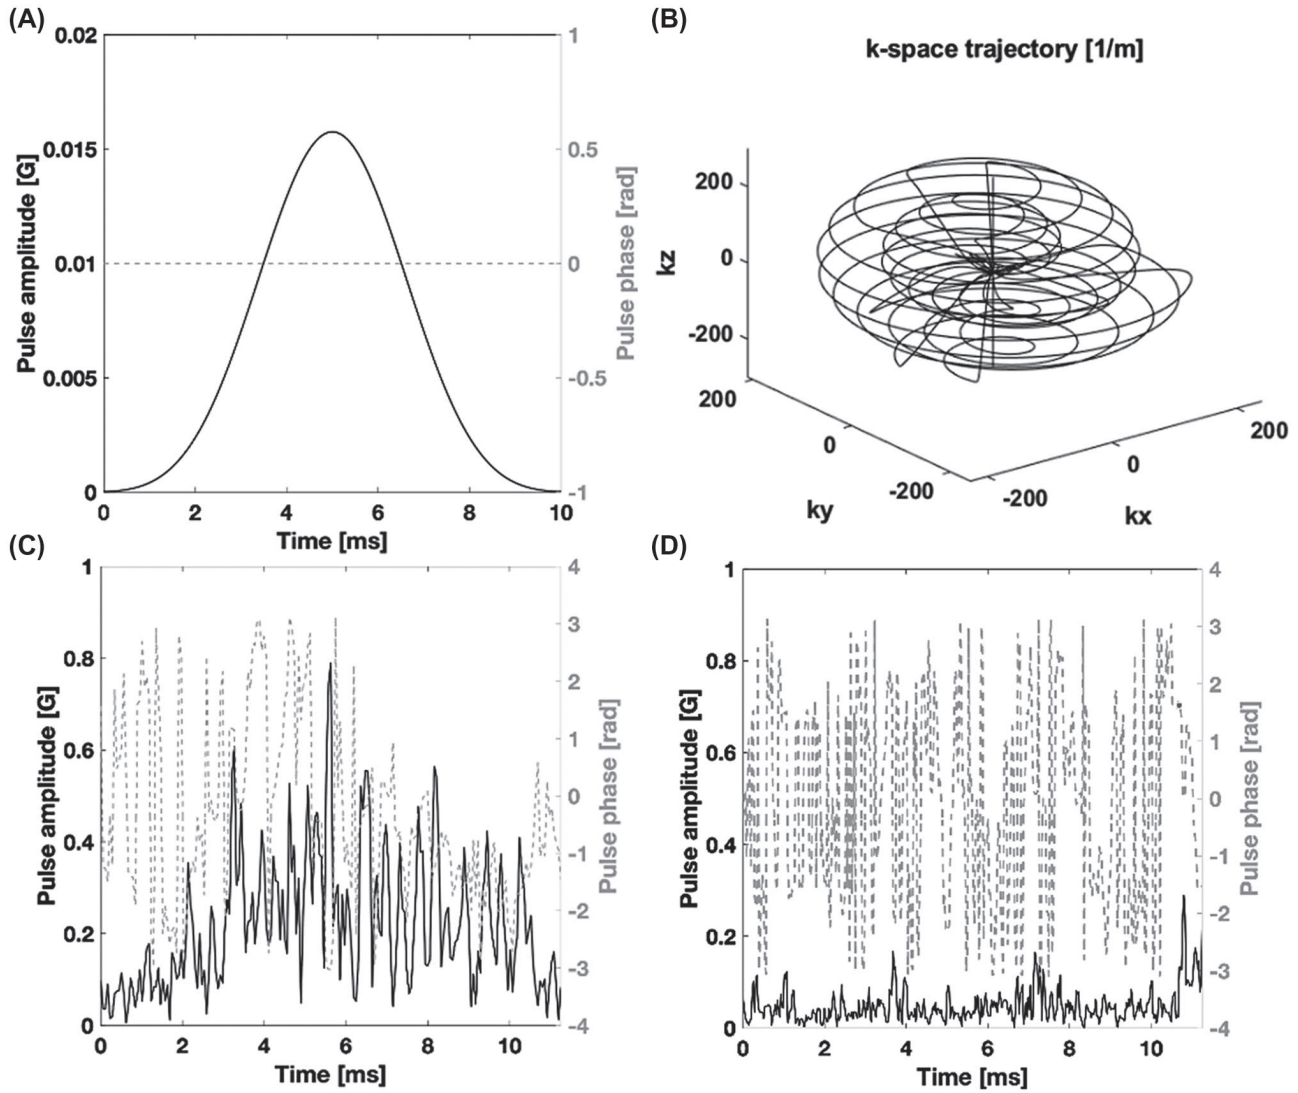 (A)
0.02
0.015
0.01
0.005
0
Pulse amplitude [G]
1
0.5
0
-0.5
-1
Pulse phase [rad]
0 2 4 6 8 10
Time [ms]
(B)
k-space trajectory [1/m]
kz
200
0
-200
200
0
-200
ky
-200
0
200
kx
(C)
1
0.8
0.6
0.4
0.2
0
Pulse amplitude [G]
4
3
2
1
0
-1
-2
-3
-4
Pulse phase [rad]
0 2 4 6 8 10
Time [ms]
(D)
1
0.8
0.6
0.4
0.2
0
Pulse amplitude [G]
4
3
2
1
0
-1
-2
-3
-4
Pulse phase [rad]
0 2 4 6 8 10
Time [ms]